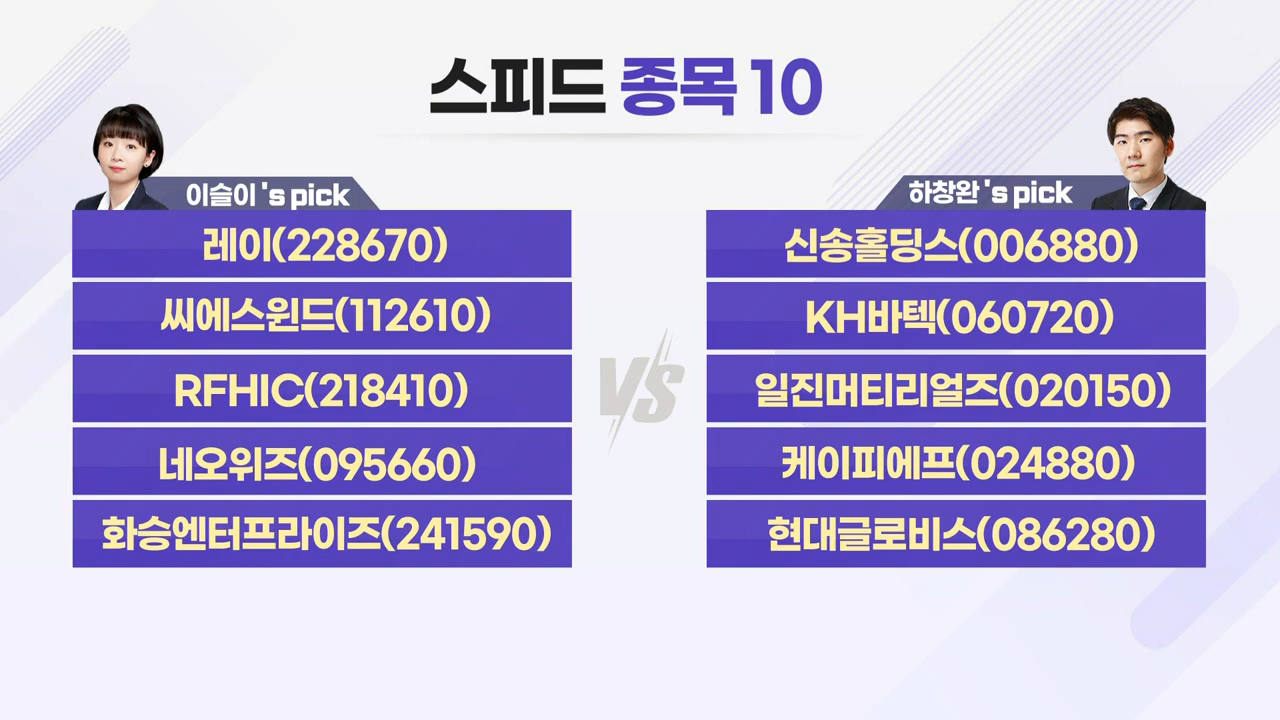 스피드 종목 10
이슬이 's pick
레이(228670)
씨에스윈드(112610)
RFHIC(218410)
네오위즈(095660)
화승엔터프라이즈(241590)
VS
하창완 's pick
신송홀딩스(006880)
KH바텍(060720)
일진머티리얼즈(020150)
케이피에프(024880)
현대글로비스(086280)